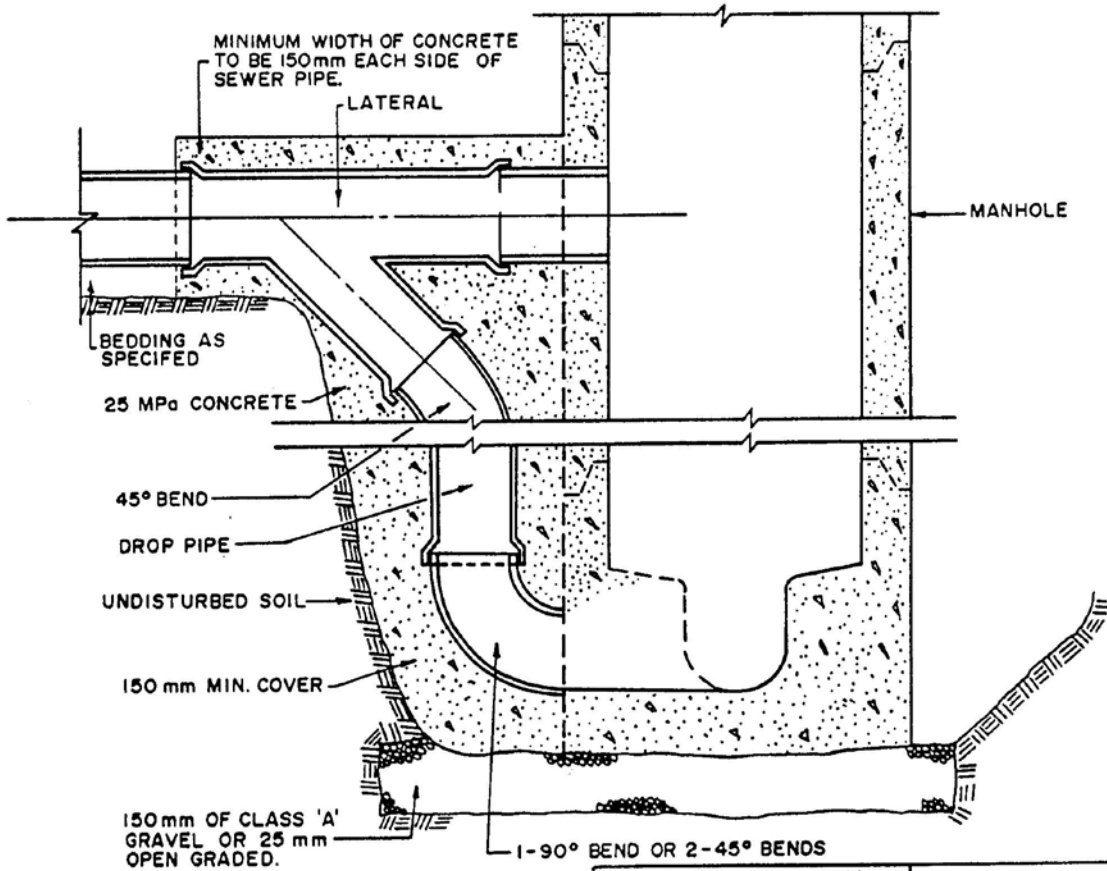 MINIMUM WIDTH OF CONCRETE
TO BE 150mm EACH SIDE OF
SEWER PIPE.
LATERAL
MANHOLE
BEDDING AS
SPECIFED
25 MPa CONCRETE
45° BEND
DROP PIPE
UNDISTURBED SOIL
150 mm MIN. COVER
150mm OF CLASS 'A'
GRAVEL OR 25 mm
OPEN GRADED.
1-90° BEND OR 2-45° BENDS